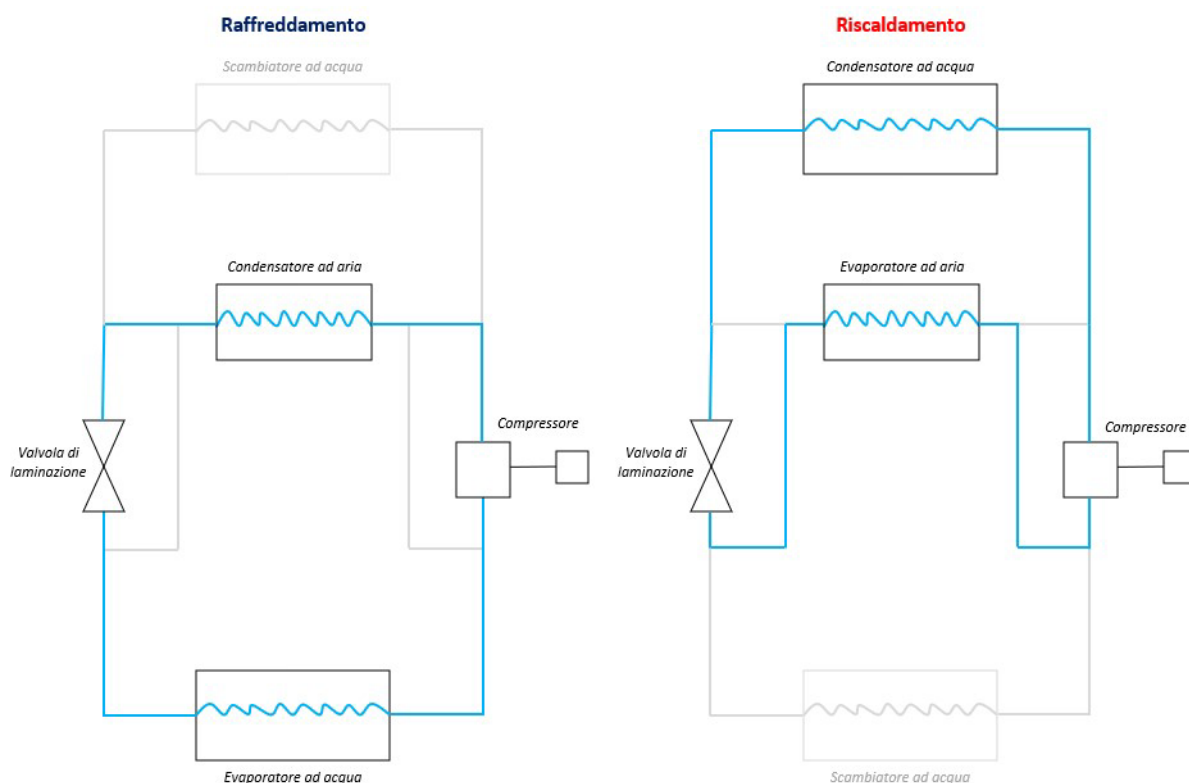 Raffreddamento
Scambiatore ad acqua
Condensatore ad aria
Compressore
Valvola di
laminazione
Evaporatore ad acqua
Riscaldamento
Condensatore ad acqua
Evaporatore ad aria
Compressore
Valvola di
laminazione
Scambiatore ad acqua